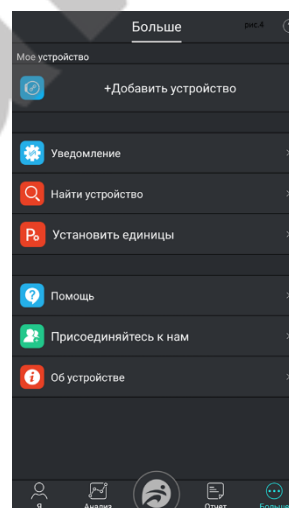 Больше
рис.4
Мое устройство
+Добавить устройство
Уведомление
Найти устройство
Po
Установить единицы
Помощь
Присоединяйтесь к нам
Об устройстве
Я Анализ Отчет Больше